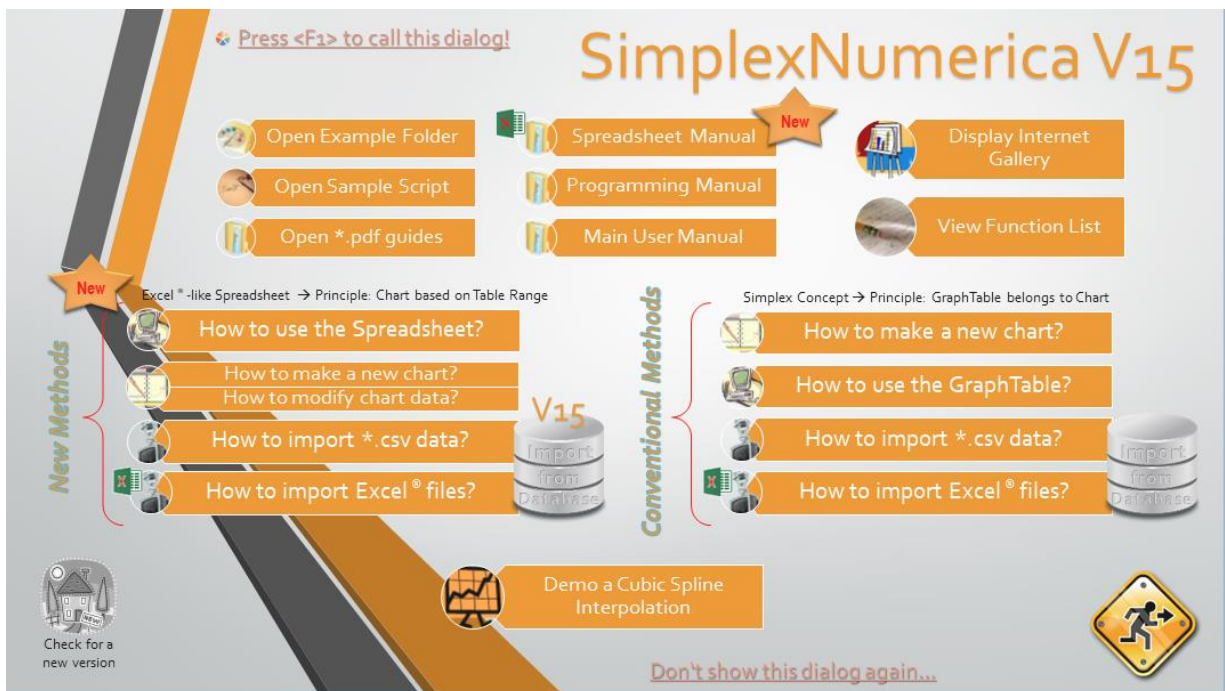 Press <F1> to call this dialog!
SimplexNumerica V15
New
Open Example Folder
Spreadsheet Manual
Display Internet
Gallery
Open Sample Script
Programming Manual
Open *.pdf guides
Main User Manual
View Function List
New
Excel ® -like Spreadsheet → Principle: Chart based on Table Range
New Methods
How to use the Spreadsheet?
How to make a new chart?
How to modify chart data?
V15
How to import *.csv data?
How to import Excel ® files?
Import
from
Database
Simplex Concept → Principle: GraphTable belongs to Chart
Conventional Methods
How to make a new chart?
How to use the GraphTable?
How to import *.csv data?
How to import Excel ® files?
Import
from
Database
Check for a
new version
NEW
Demo a Cubic Spline
Interpolation
Don't show this dialog again...